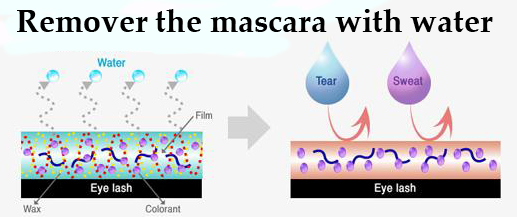 Remover the mascara with water
Water
Film
Eye lash
Wax
Colorant
Tear
Sweat
Eye lash